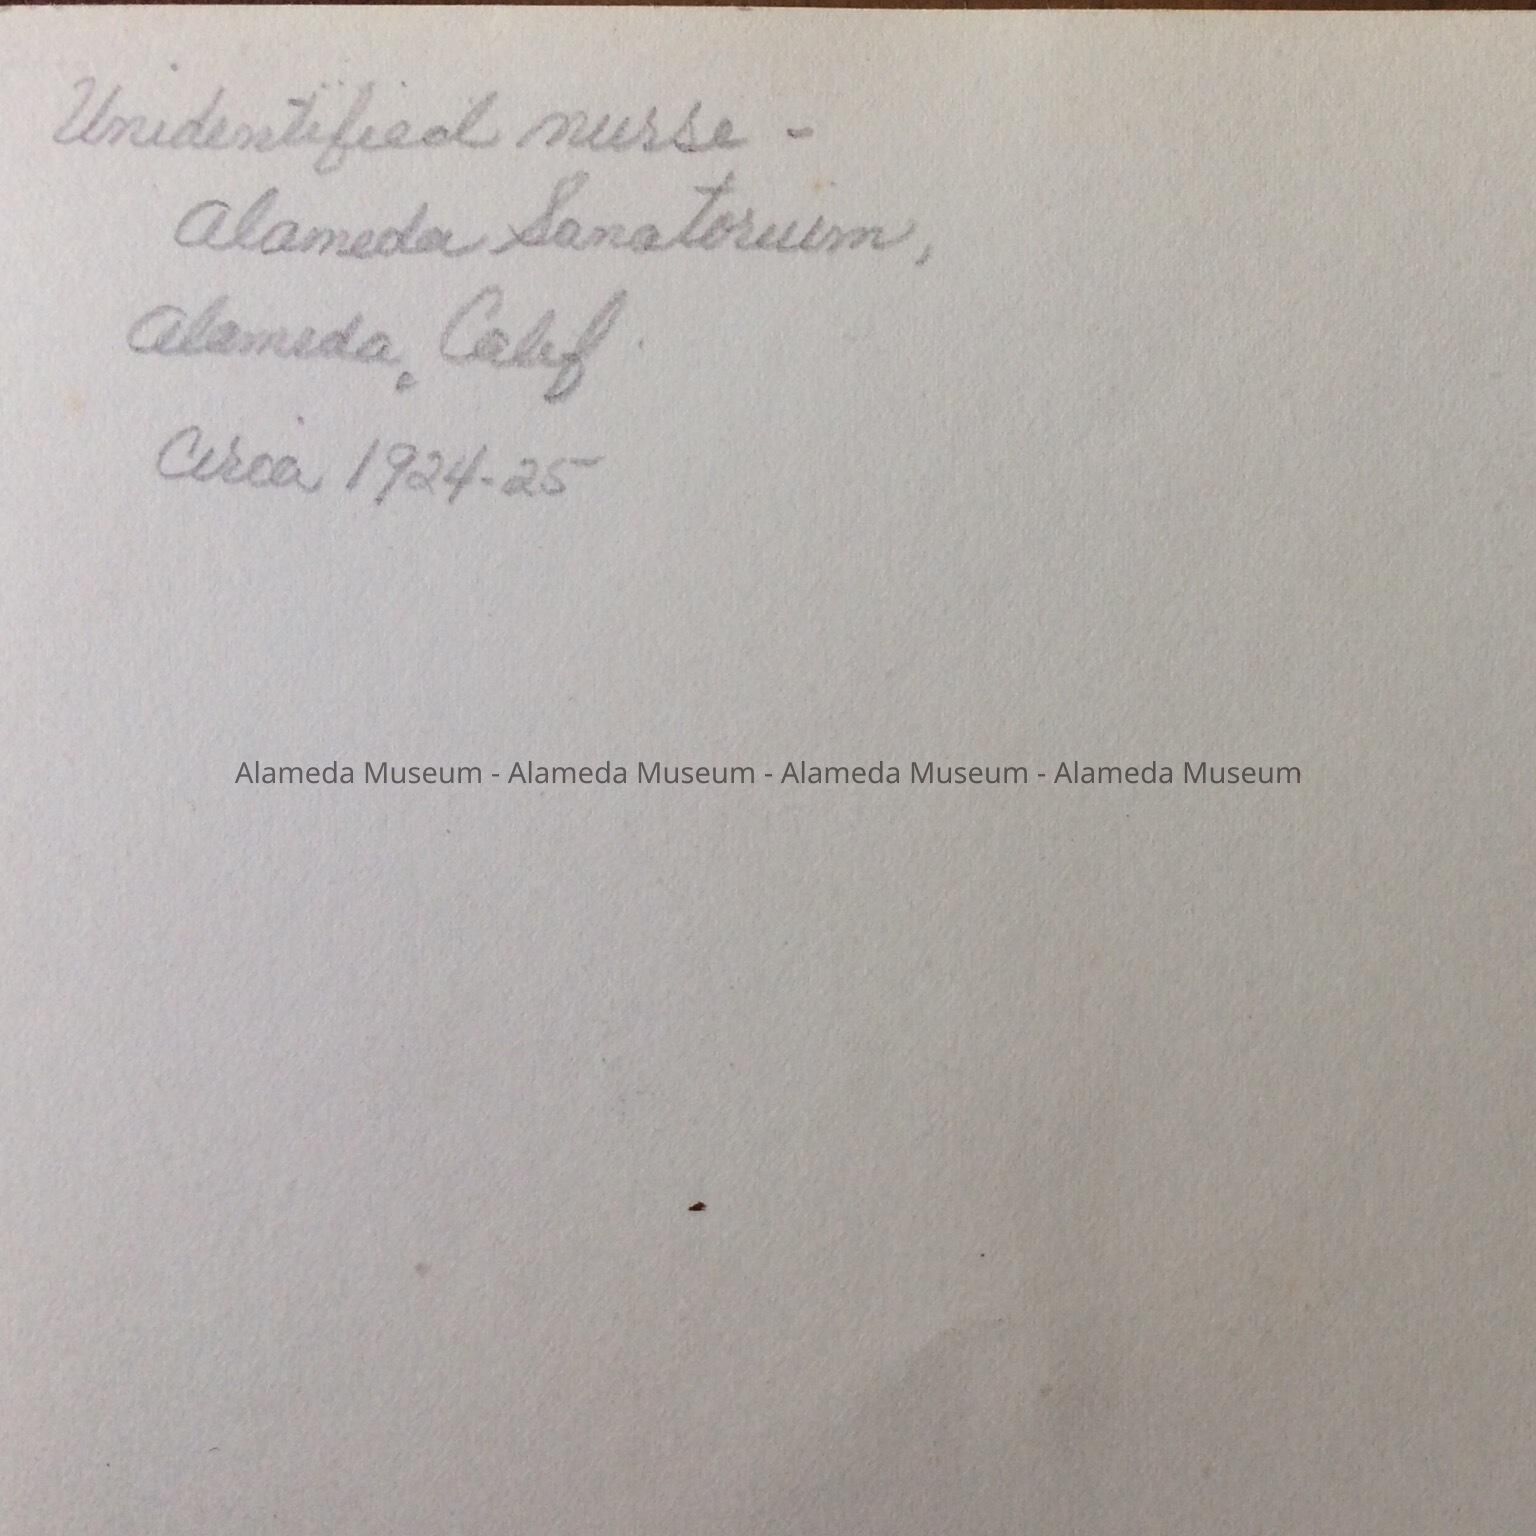 Unidentified nurse -
Alameda Sanatorium,
Alameda, Calif.
Circa 1924-25
Alameda Museum - Alameda Museum - Alameda Museum - Alameda Museum